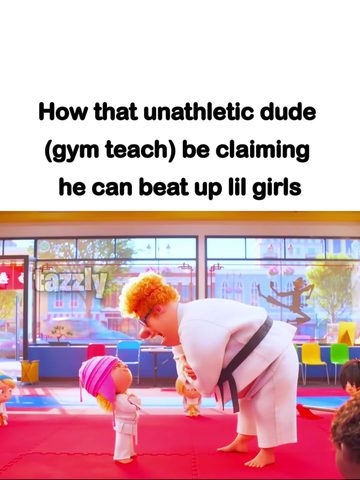 How that unathletic dude
(gym teach) be claiming
he can beat up lil girls
tazzly